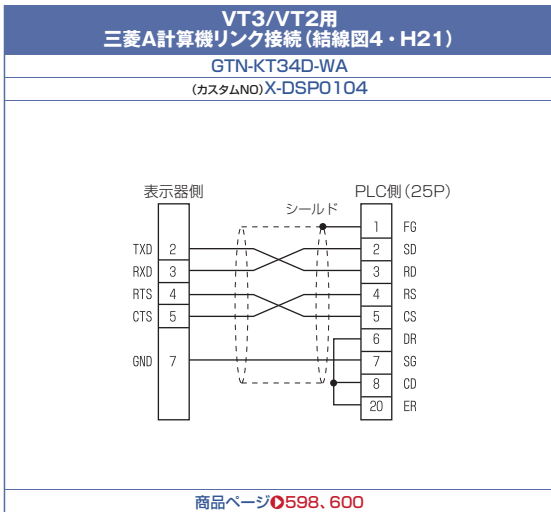 VT3/VT2用
三菱A計算機リンク接続(結線図4・H21)
GTN-KT34D-WA
(カスタムNO)X-DSP0104
表示器側
シールド
PLC側(25P)
1 FG
TXD 2 2 SD
RXD 3 3 RD
RTS 4 4 RS
CTS 5 5 CS
6 DR
GND 7 7 SG
8 CD
20 ER
商品ページ598、600